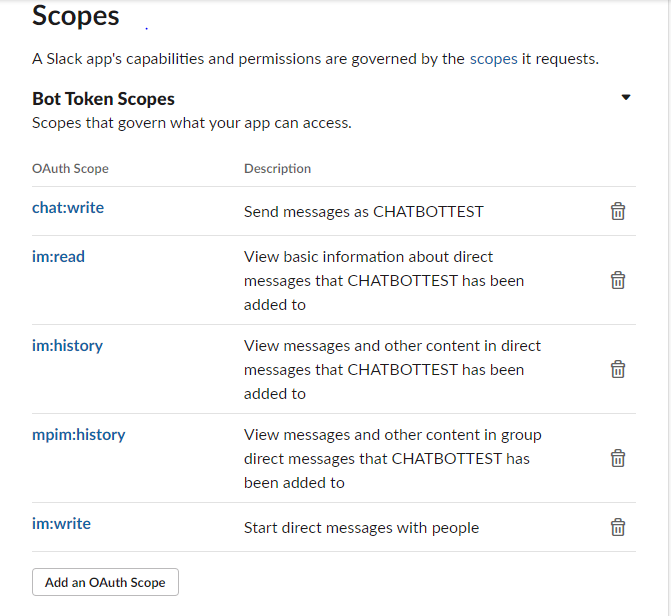 Scopes
A Slack app's capabilities and permissions are governed by the scopes it requests.
Bot Token Scopes
Scopes that govern what your app can access.
OAuth Scope Description
chat:write Send messages as CHATBOTTEST
im:read View basic information about direct
messages that CHATBOTTEST has been
added to
im:history View messages and other content in direct
messages that CHATBOTTEST has been
added to
mpim:history View messages and other content in group
direct messages that CHATBOTTEST has
been added to
im:write Start direct messages with people
Add an OAuth Scope